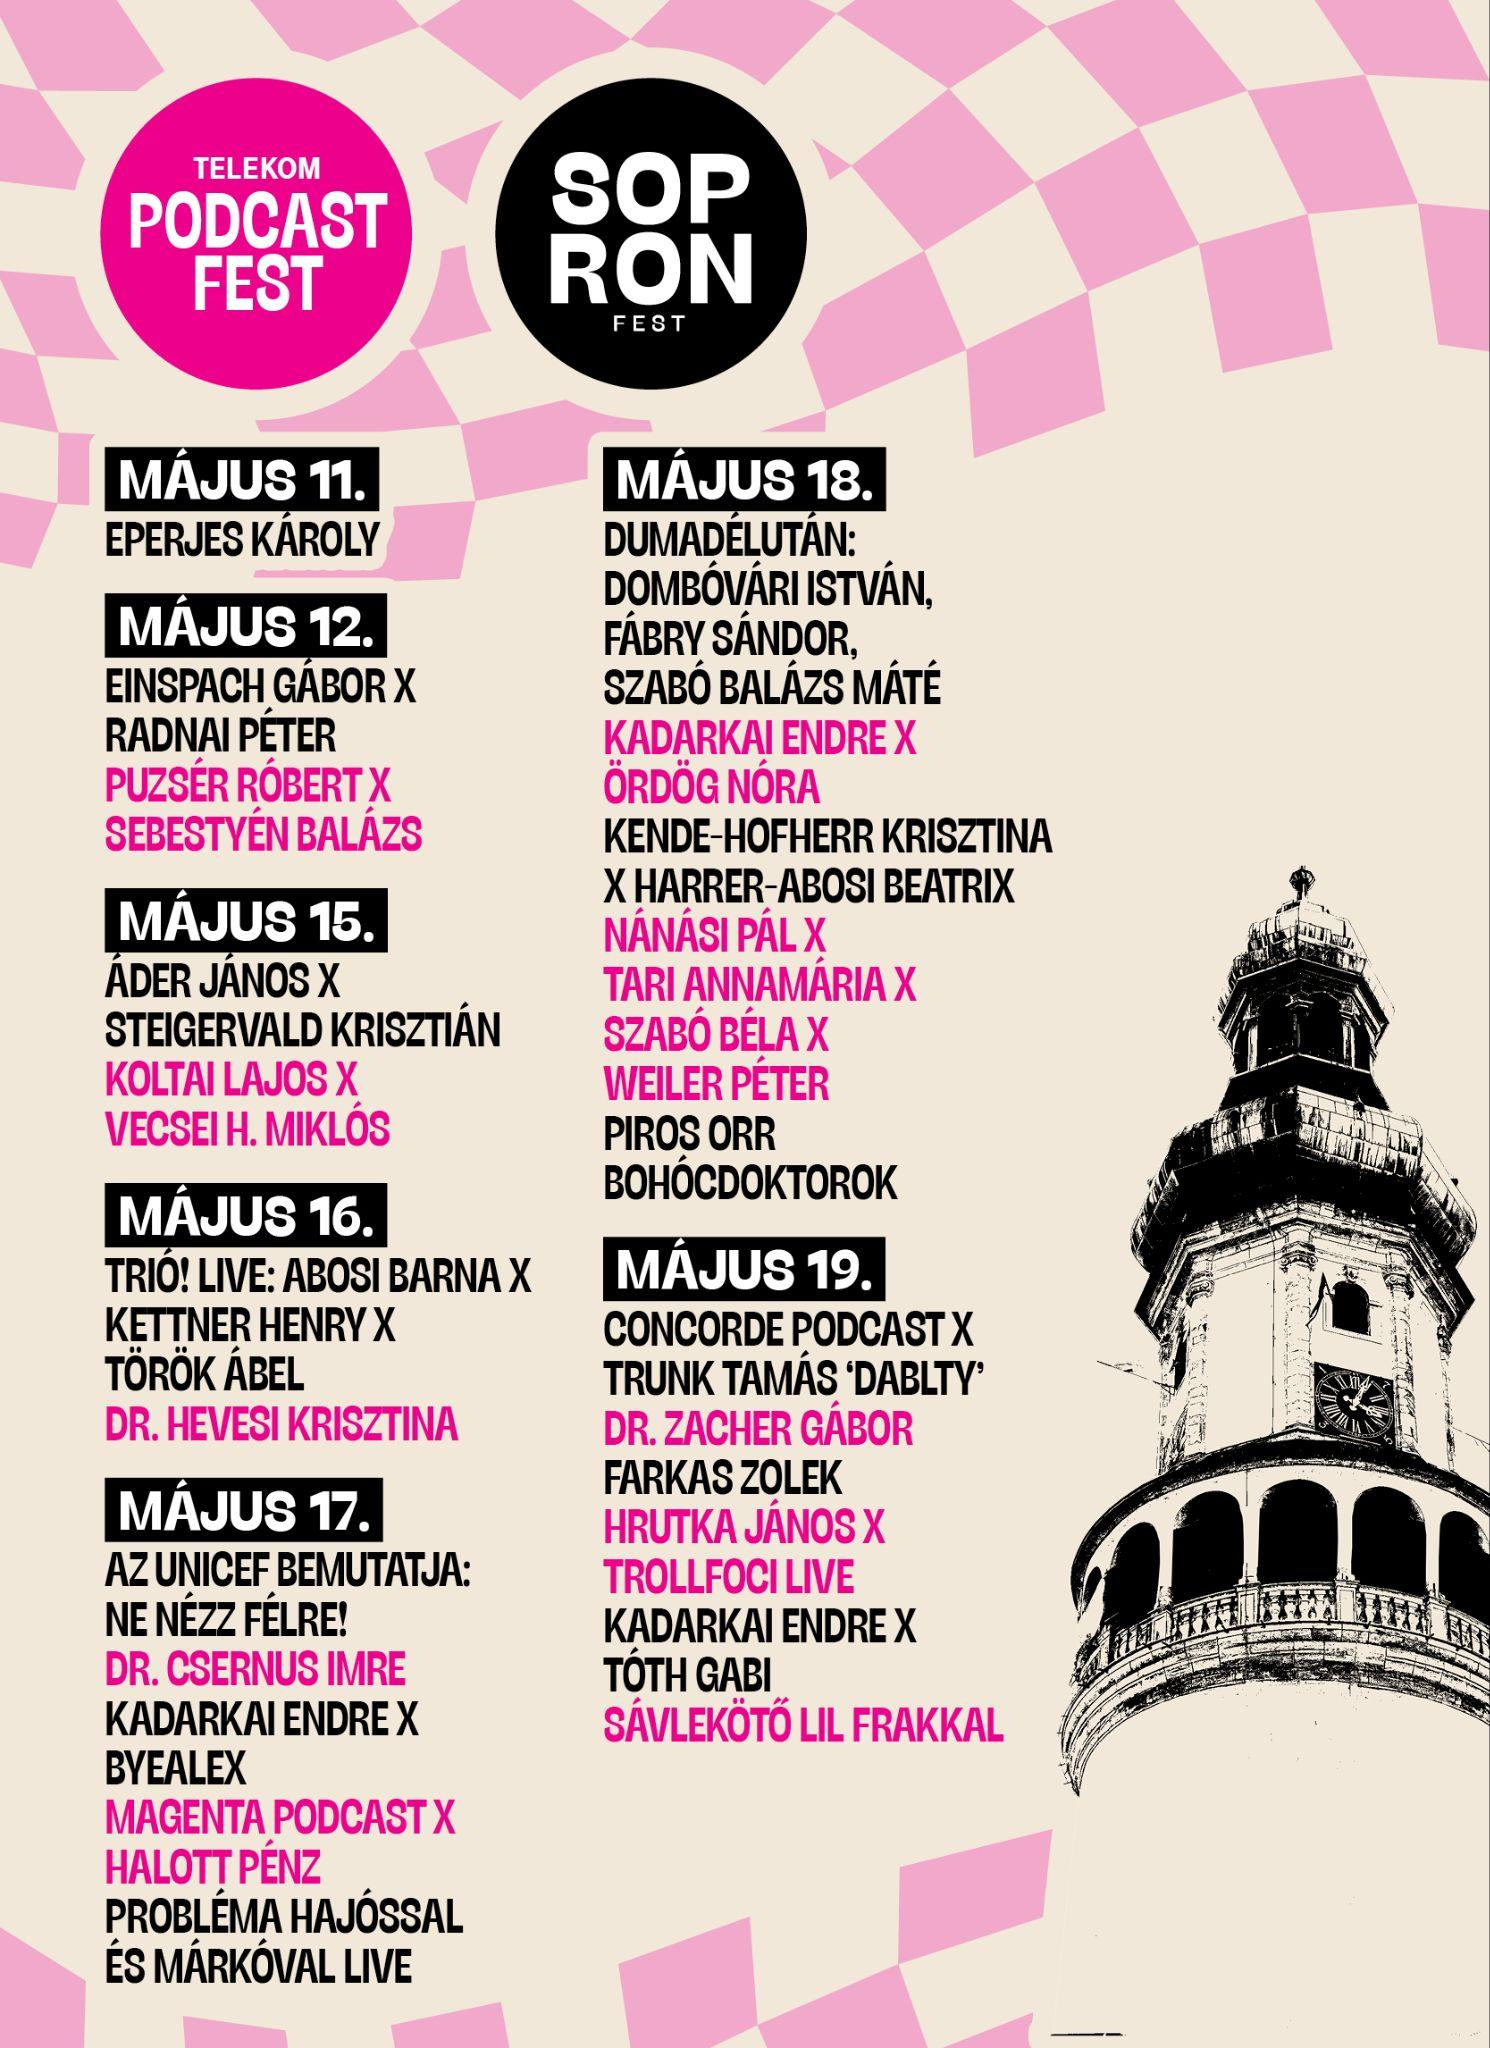 TELEKOM
PODCAST
FEST
SOP
RON
FEST
MÁJUS 11.
EPERJES KÁROLY
MÁJUS 12.
EINSPACH GÁBOR X
RADNAI PÉTER
PUZSÉR RÓBERT X
SEBESTYÉN BALÁZS
MÁJUS 15.
ÁDER JÁNOS X
STEIGERVALD KRISZTIÁN
KOLTAI LAJOS X
VECSEI H. MIKLÓS
MÁJUS 16.
TRIÓ! LIVE: ABOSI BARNA X
KETTNER HENRY X
TÖRÖK ÁBEL
DR. HEVESI KRISZTINA
MÁJUS 17.
AZ UNICEF BEMUTATJA:
NE NÉZZ FÉLRE!
DR. CSERNUS IMRE
KADARKAI ENDRE X
BYEALEX
MAGENTA PODCAST X
HALOTT PÉNZ
PROBLÉMA HAJÓSSAL
ÉS MÁRKÓVAL LIVE
MÁJUS 18.
DUMADÉLUTÁN:
DOMBÓVÁRI ISTVÁN,
FÁBRY SÁNDOR,
SZABÓ BALÁZS MÁTÉ
KADARKAI ENDRE X
ÖRDÖG NÓRA
KENDE-HOFHERR KRISZTINA
X HARRER-ABOSI BEATRIX
NÁNÁSI PÁL X
TARI ANNAMÁRIA X
SZABÓ BÉLA X
WEILER PÉTER
PIROS ORR
BOHÓCDOKTOROK
MÁJUS 19.
CONCORDE PODCAST X
TRUNK TAMÁS ‘DABLTY’
DR. ZACHER GÁBOR
FARKAS ZOLEK
HRUTKA JÁNOS X
TROLLFOCI LIVE
KADARKAI ENDRE X
TÓTH GABI
SÁVLEKÖTŐ LIL FRAKKAL